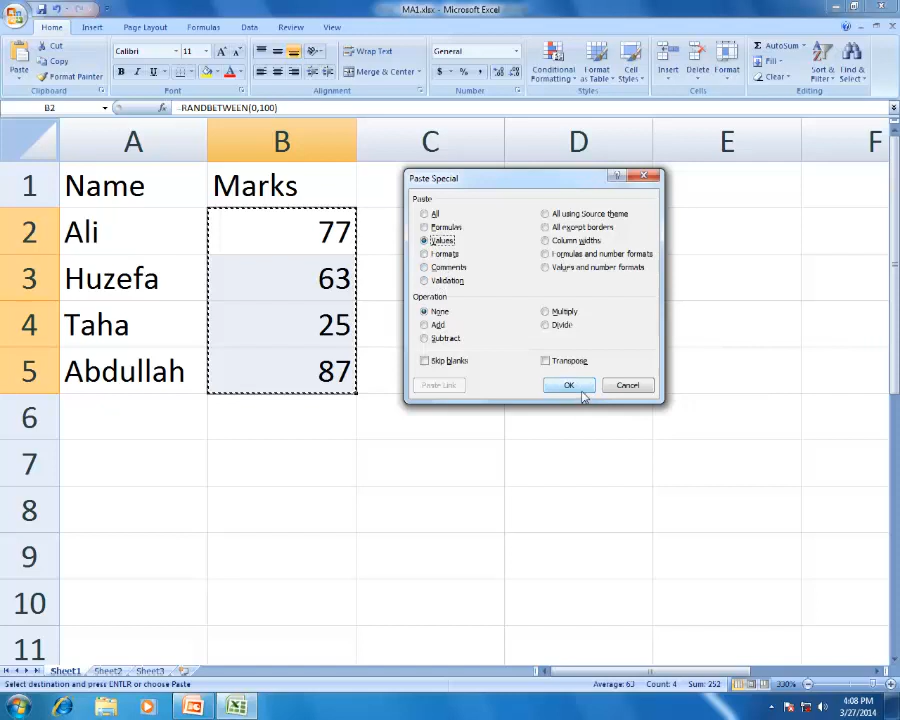 MA1.xlsx - Microsoft Excel
Home Insert Page Layout Formulas Data Review View
Paste Cut Calibri 11 A A Wrap Text General Conditional Formatting Format as Table Cell Styles Insert Delete Format Σ AutoSum Sort & Filter Find & Select
Copy Fill
Format Painter B I U A Merge & Center $ % , Clear
Clipboard Font Alignment Number Styles Cells Editing
B2 fx =RANDBETWEEN(0,100)
A B C D E F
1 Name Marks
2 Ali 77
3 Huzefa 63
4 Taha 25
5 Abdullah 87
6
7
8
9
10
11
Paste Special
Paste
All All using Source theme
Formulas All except borders
Values Column widths
Formats Formulas and number formats
Comments Values and number formats
Validation
Operation
None Multiply
Add Divide
Subtract
Skip blanks Transpose
Paste Link OK Cancel
Sheet1 Sheet2 Sheet3
Select destination and press ENTER or choose Paste Average: 63 Count: 4 Sum: 252 330%
4:08 PM
3/27/2014